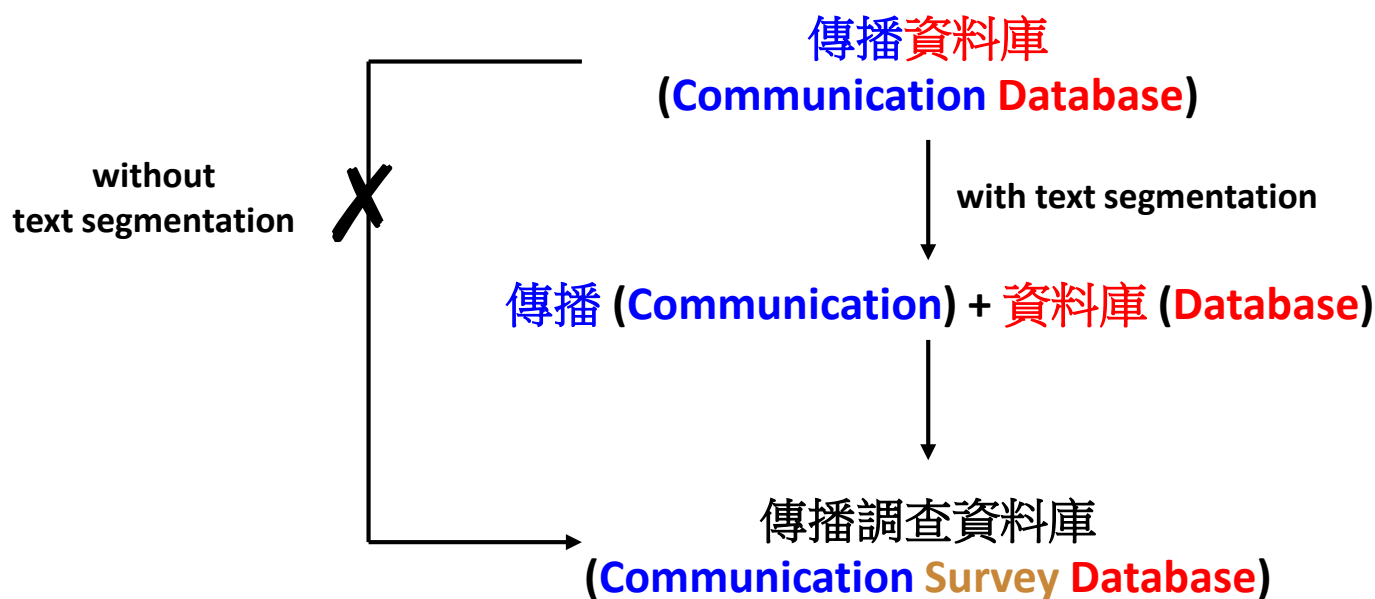 傳播資料庫
(Communication Database)
without
text segmentation
with text segmentation
傳播 (Communication) + 資料庫 (Database)
傳播調查資料庫
(Communication Survey Database)